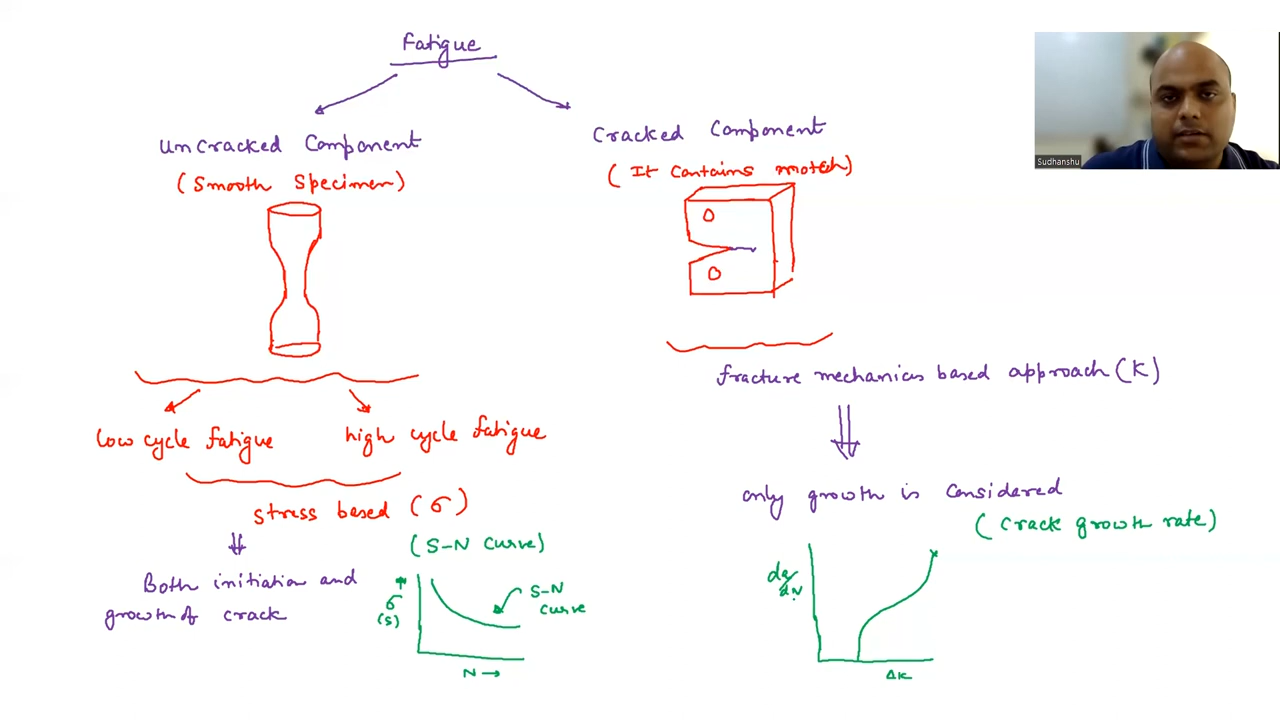 Fatigue
Uncracked Component
(Smooth Specimen)
Cracked Component
(It contains notch)
Sudhanshu
low cycle fatigue
high cycle fatigue
stress based (σ)
(S-N Curve)
Both initiation and
growth of crack
σ
(S)
S-N
curve
N →
fracture mechanics based approach (K)
only growth is considered
(crack growth rate)
da/dN
ΔK